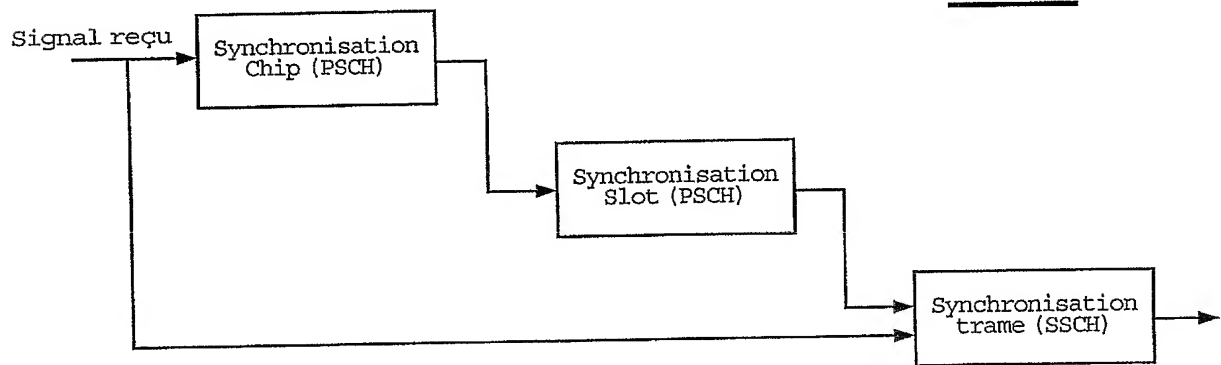 Signal reçu
Synchronisation
Chip (PSCH)
Synchronisation
Slot (PSCH)
Synchronisation
trame (SSCH)